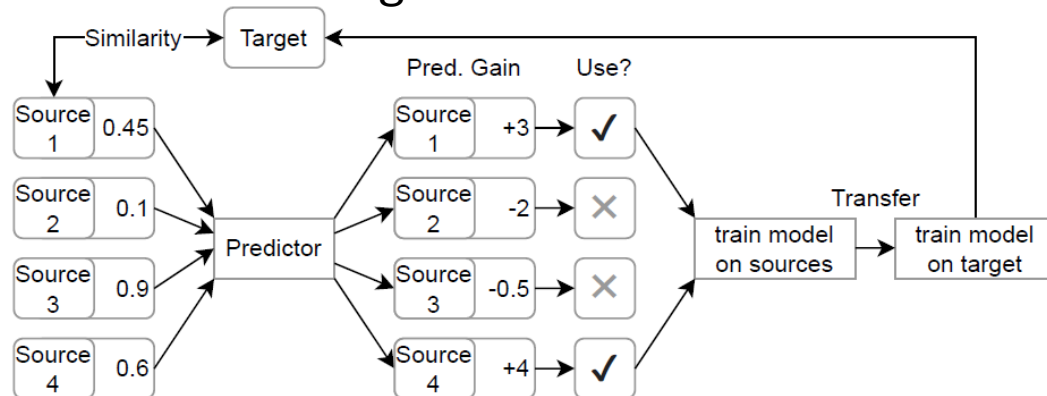 Similarity
Target
Pred. Gain
Use?
Source
1
0.45
Source
1
+3
✓
Source
2
0.1
Source
2
-2
✕
Transfer
Predictor
train model
on sources
train model
on target
Source
3
0.9
Source
3
-0.5
✕
Source
4
0.6
Source
4
+4
✓